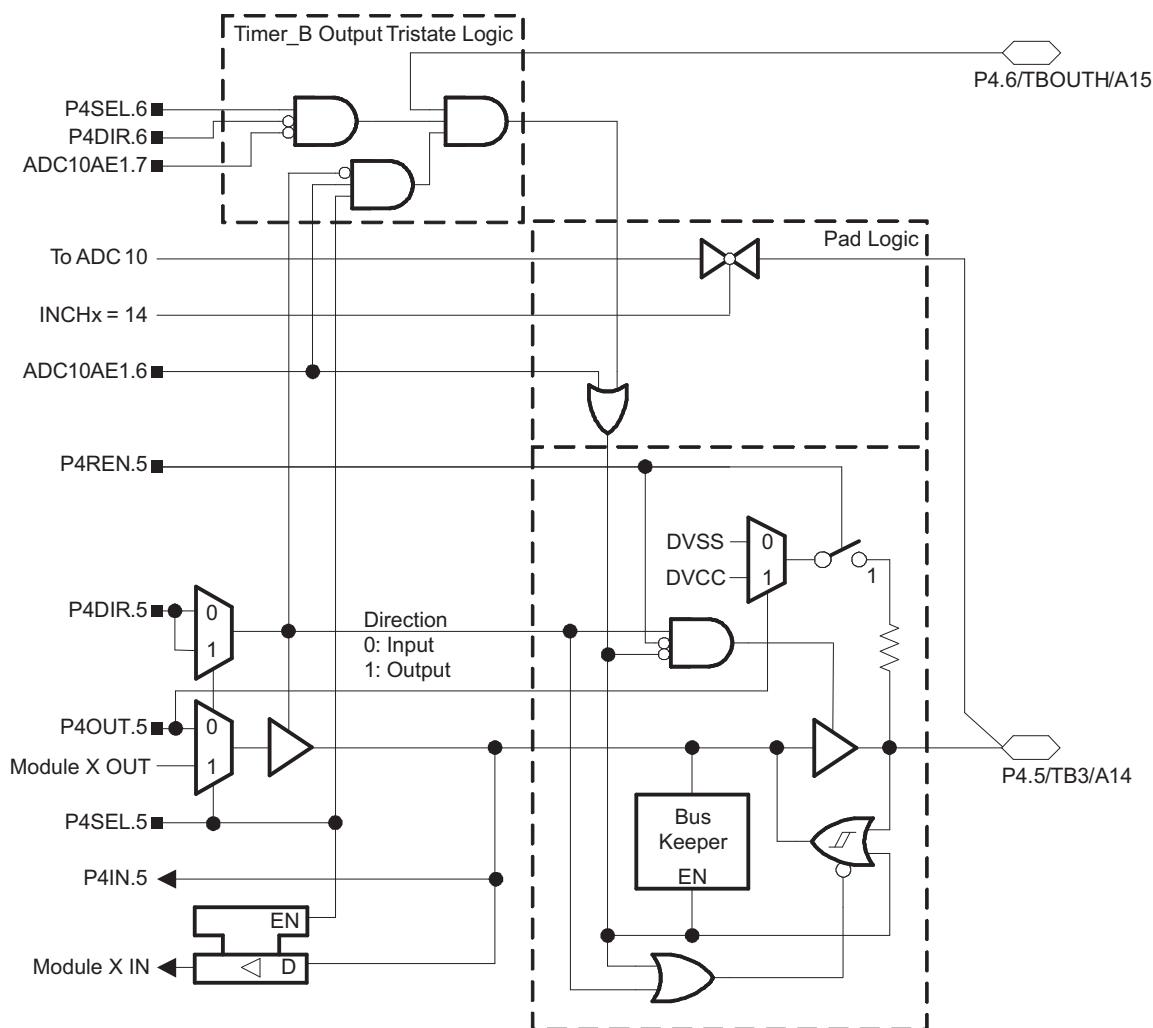 Timer_B Output Tristate Logic
P4.6/TBOUTH/A15
P4SEL.6
P4DIR.6
ADC10AE1.7
Pad Logic
To ADC 10
INCHx = 14
ADC10AE1.6
P4REN.5
DVSS
0
DVCC
1
1
P4DIR.5
0
1
Direction
0: Input
1: Output
P4OUT.5
0
Module X OUT
1
P4.5/TB3/A14
P4SEL.5
Bus
Keeper
EN
P4IN.5
EN
Module X IN
D